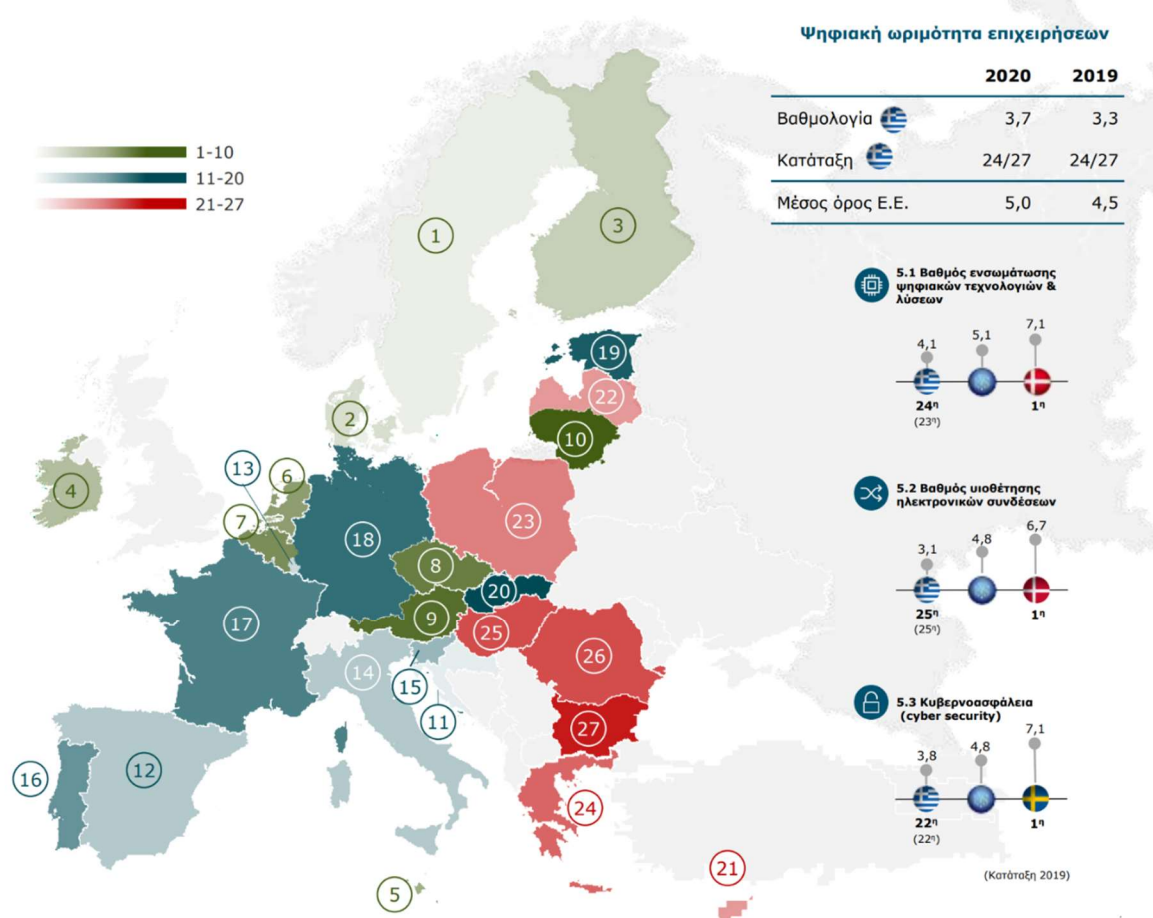 Ψηφιακή ωριμότητα επιχειρήσεων
2020 2019
Βαθμολογία 3,7 3,3
Κατάταξη 24/27 24/27
Μέσος όρος Ε.Ε. 5,0 4,5
1-10
11-20
21-27
1
3
2
19
22
10
4
13
6
7
18
23
8
20
9
17
25
26
14
15
11
27
16
12
24
5
21
5.1 Βαθμός ενσωμάτωσης
ψηφιακών τεχνολογιών &
λύσεων
4,1 5,1 7,1
24η 1η
(23η)
5.2 Βαθμός υιοθέτησης
ηλεκτρονικών συνδέσεων
3,1 4,8 6,7
25η 1η
(25η)
5.3 Κυβερνοασφάλεια
(cyber security)
3,8 4,8 7,1
22η 1η
(22η)
(Κατάταξη 2019)